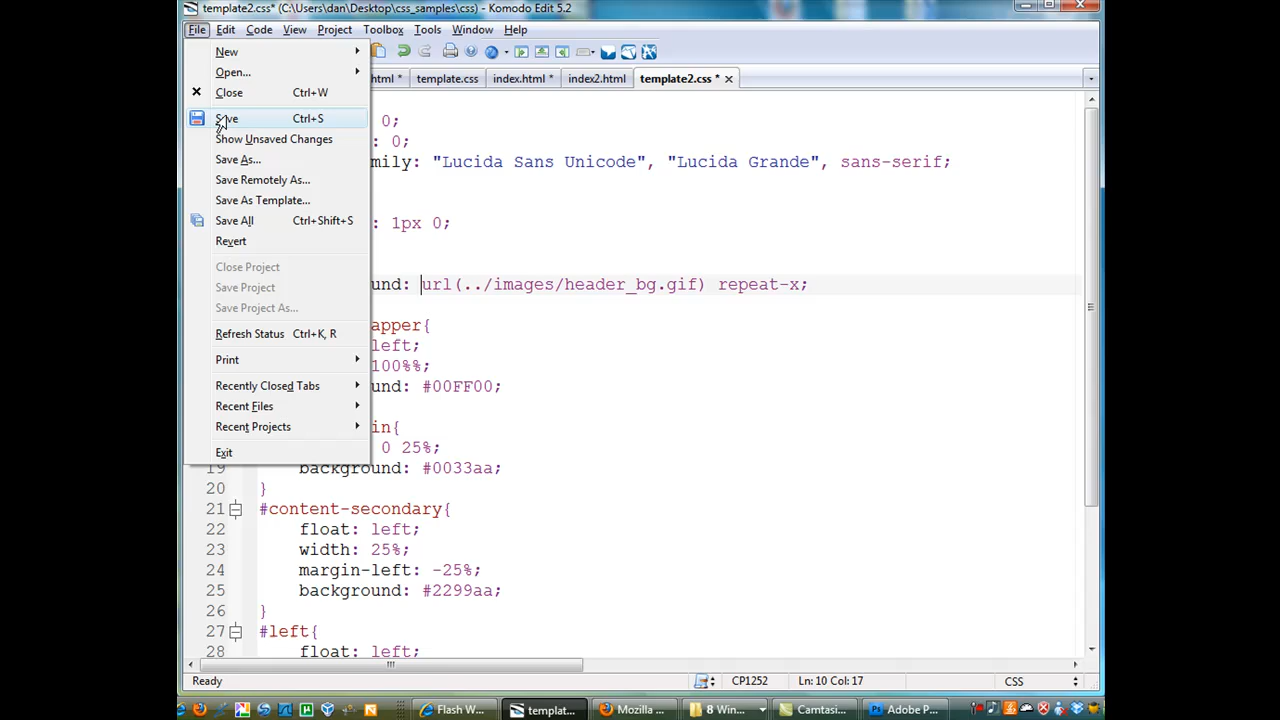 template2.css* (C:\Users\dan\Desktop\css_samples\css) - Komodo Edit 5.2
File Edit Code View Project Toolbox Tools Window Help
New
Open...
Close Ctrl+W
Save Ctrl+S
Show Unsaved Changes
Save As...
Save Remotely As...
Save As Template...
Save All Ctrl+Shift+S
Revert
Close Project
Save Project
Save Project As...
Refresh Status Ctrl+K, R
Print
Recently Closed Tabs
Recent Files
Recent Projects
Exit
html * template.css index.html * index2.html template2.css *
0;
: 0;
mily: "Lucida Sans Unicode", "Lucida Grande", sans-serif;
: 1px 0;
und: url(../images/header_bg.gif) repeat-x;
apper{
left;
100%%;
und: #00FF00;
in{
0 25%;
19 background: #0033aa;
20 }
21 #content-secondary{
22 float: left;
23 width: 25%;
24 margin-left: -25%;
25 background: #2299aa;
26 }
27 #left{
28 float: left;
Ready CP1252 Ln: 10 Col: 17 CSS
Flash W... templat... Mozilla ... 8 Win... Camtasi... Adobe P...